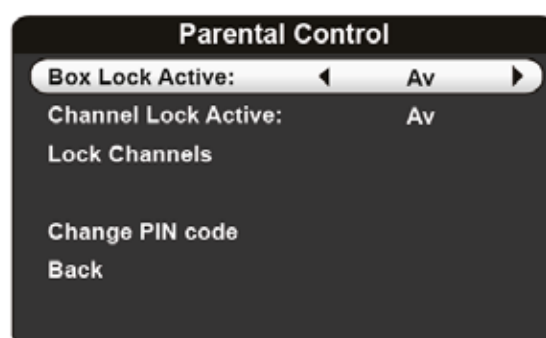 Parental Control
Box Lock Active: Av
Channel Lock Active: Av
Lock Channels
Change PIN code
Back